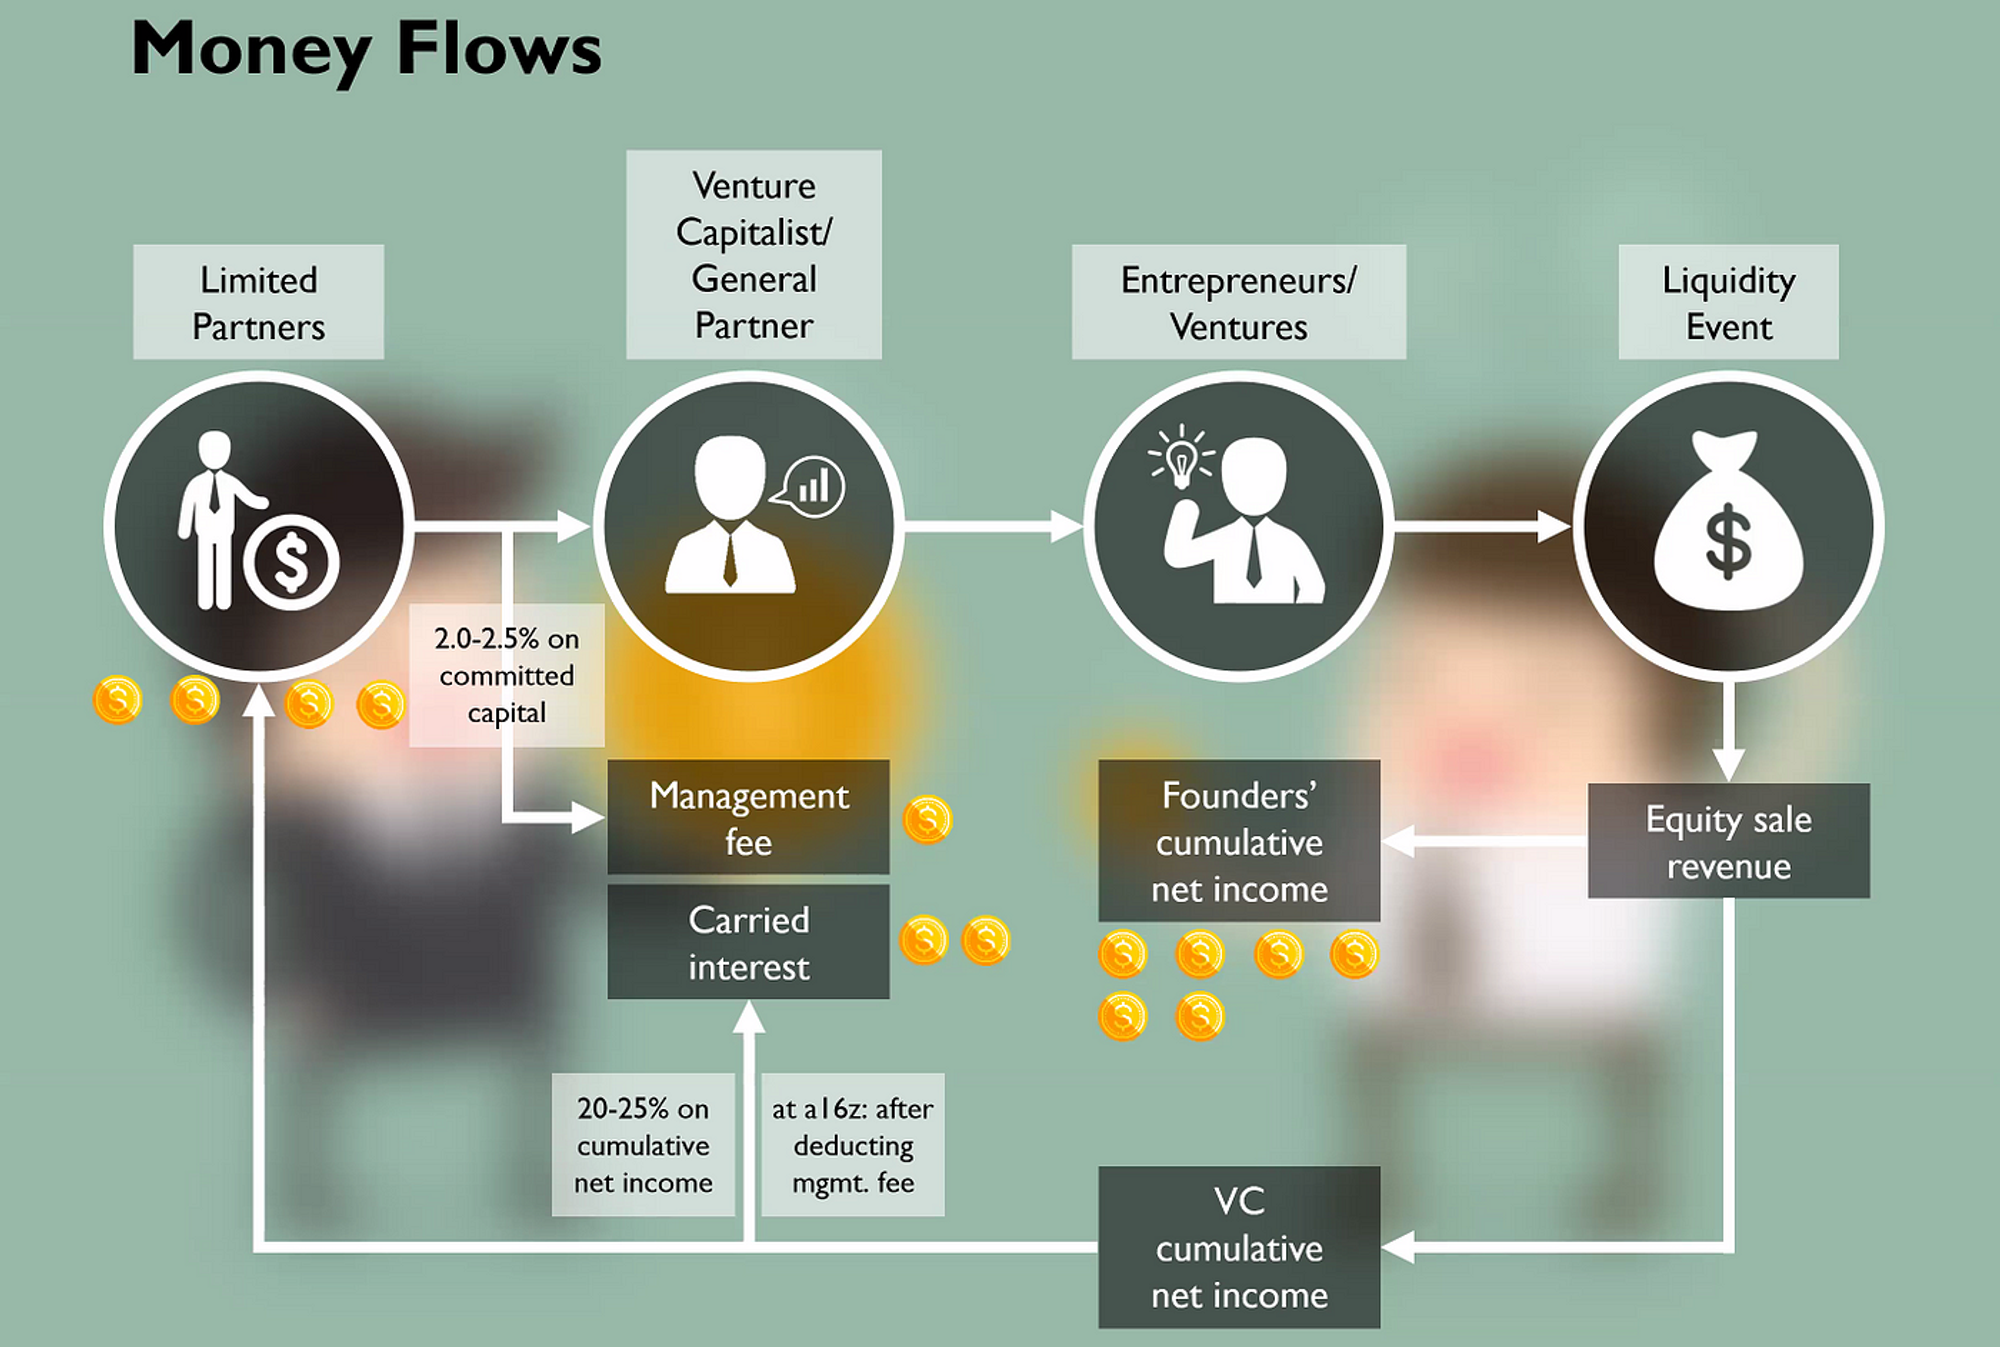 Money Flows
Limited
Partners
Venture
Capitalist/
General
Partner
Entrepreneurs/
Ventures
Liquidity
Event
$
$
2.0-2.5% on
committed
capital
$ $ $ $
Management
fee
$
Carried
interest
$ $
Founders’
cumulative
net income
$ $ $ $
$ $
Equity sale
revenue
20-25% on
cumulative
net income
at a16z: after
deducting
mgmt. fee
VC
cumulative
net income